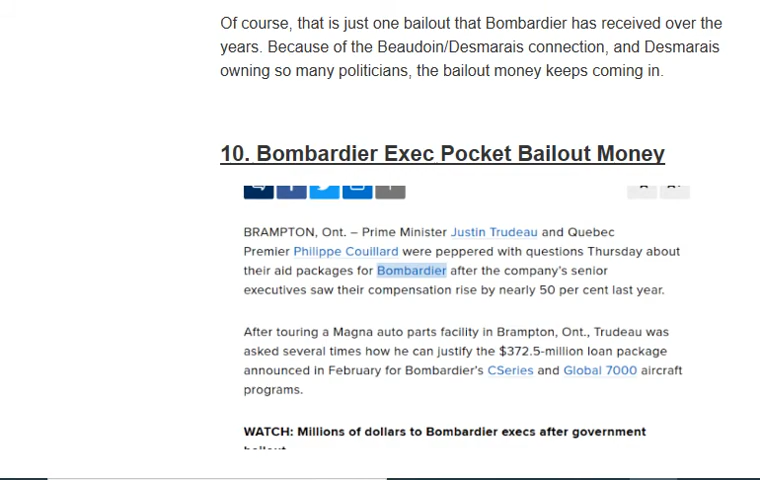 Of course, that is just one bailout that Bombardier has received over the
years. Because of the Beaudoin/Desmarais connection, and Desmarais
owning so many politicians, the bailout money keeps coming in.
10. Bombardier Exec Pocket Bailout Money
BRAMPTON, Ont. – Prime Minister Justin Trudeau and Quebec
Premier Philippe Couillard were peppered with questions Thursday about
their aid packages for Bombardier after the company's senior
executives saw their compensation rise by nearly 50 per cent last year.
After touring a Magna auto parts facility in Brampton, Ont., Trudeau was
asked several times how he can justify the $372.5-million loan package
announced in February for Bombardier's CSeries and Global 7000 aircraft
programs.
WATCH: Millions of dollars to Bombardier execs after government